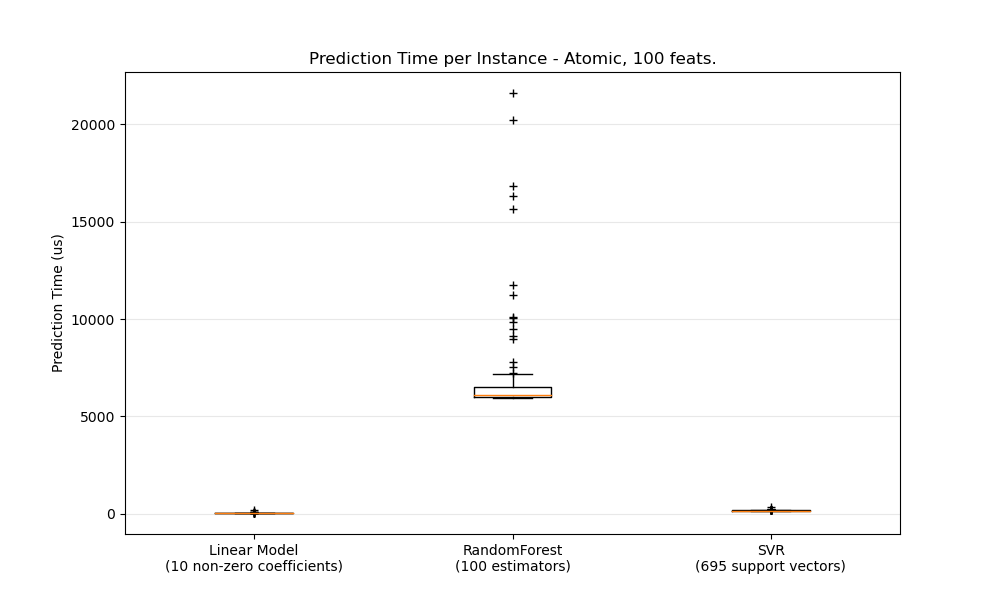 Prediction Time per Instance - Atomic, 100 feats.
Prediction Time (us)
20000
15000
10000
5000
0
Linear Model
(10 non-zero coefficients)
RandomForest
(100 estimators)
SVR
(695 support vectors)